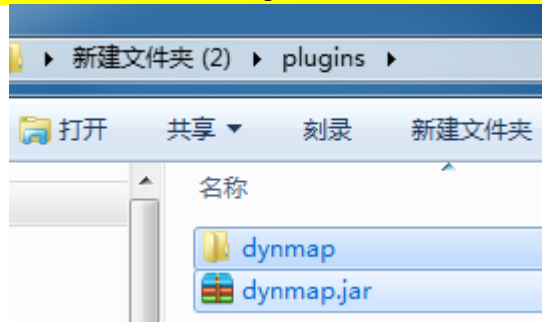 新建文件夹 (2) plugins
打开 共享 刻录 新建文件夹
名称
dynmap
dynmap.jar